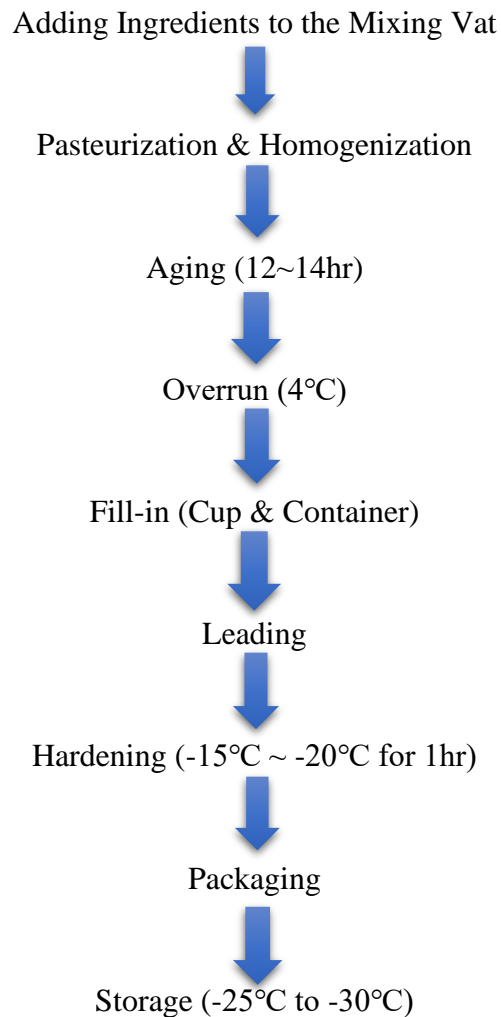 Adding Ingredients to the Mixing Vat
Pasteurization & Homogenization
Aging (12~14hr)
Overrun (4°C)
Fill-in (Cup & Container)
Leading
Hardening (-15°C ~ -20°C for 1hr)
Packaging
Storage (-25°C to -30°C)